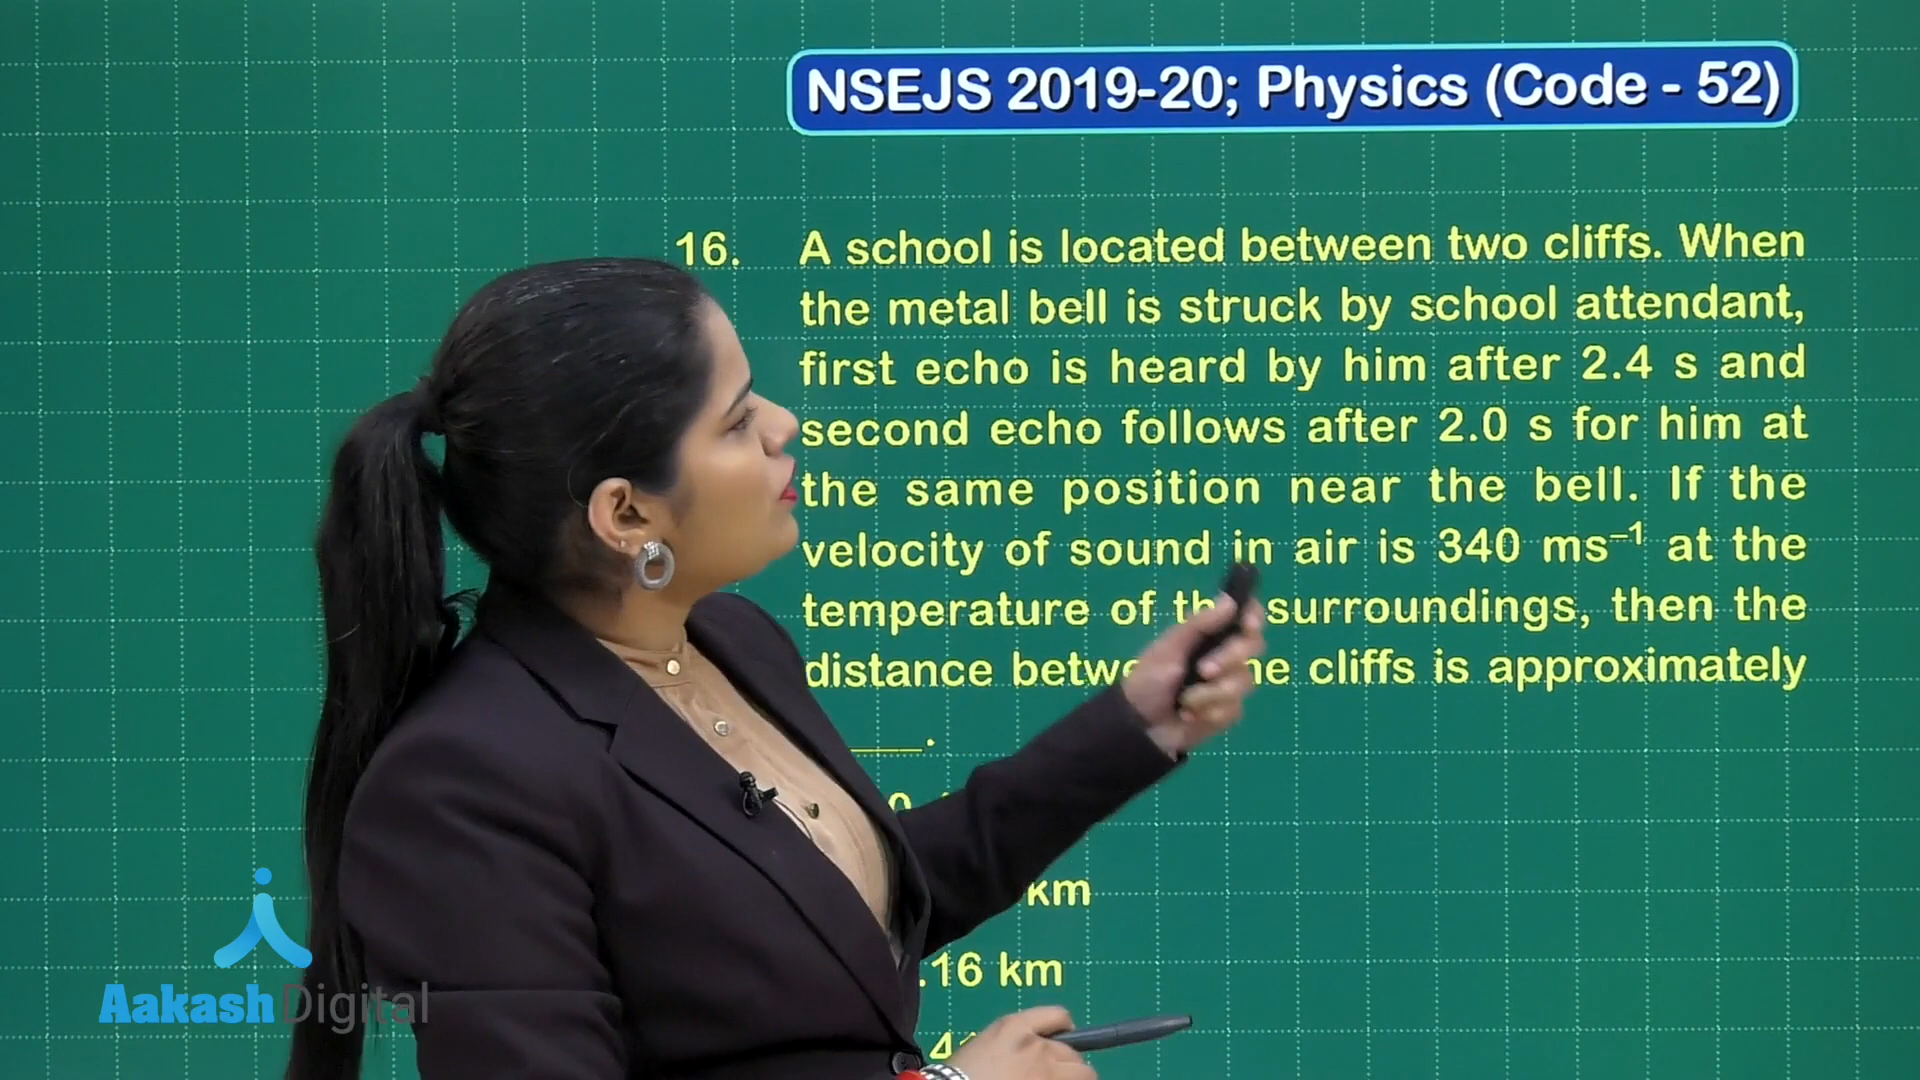 NSEJS 2019-20; Physics (Code - 52)
16. A school is located between two cliffs. When
the metal bell is struck by school attendant,
first echo is heard by him after 2.4 s and
second echo follows after 2.0 s for him at
the same position near the bell. If the
velocity of sound in air is 340 ms⁻¹ at the
temperature of surroundings, then the
distance cliffs is approximately
____.
km
.16 km
Aakash Digital